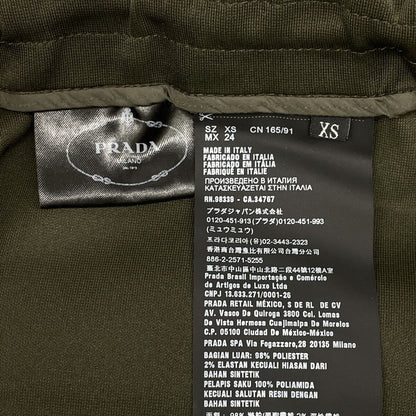 PRADA
MILANO
SZ XS CN 165/91
MX 24
XS
MADE IN ITALY
FABRICADO EN ITALIA
FABRICADO EM ITÁLIA
FABRIQUÉ EN ITALIE
ПРОИЗВЕДЕНО В ИТАЛИЯ
ΚΑΤΑΣΚΕΥΑΖΕΤΑΙ ΣΤΗΝ ΙΤΑΛΙΑ
RN.98339 - CA.34767
プラダジャパン株式会社
0120-451-913 (プラダ) 0120-451-993
(ミュウミュウ)
프라다코리아(유) 02-3443-2323
886-2-2571-5255
Prada Brasil Importação e Comércio
de Artigos de Luxo Ltda
CNPJ 13.633.271/0001-26
PRADA RETAIL MÉXICO, S DE RL DE CV
AV. Vasco De Quiroga 3800 Col. Lomas
De Vista Hermosa Cuajimalpa De Morelos
C.P. 05100 Ciudad De México-México
PRADA SPA Via Fogazzaro, 28 20135 Milano
BAGIAN LUAR: 98% POLIESTER
2% ELASTAN KECUALI HIASAN DARI
BAHAN SINTETIK
PELAPIS SAKU 100% POLIAMIDA
KECUALI SALUTAN RESIN DENGAN
BAHAN SINTETIK